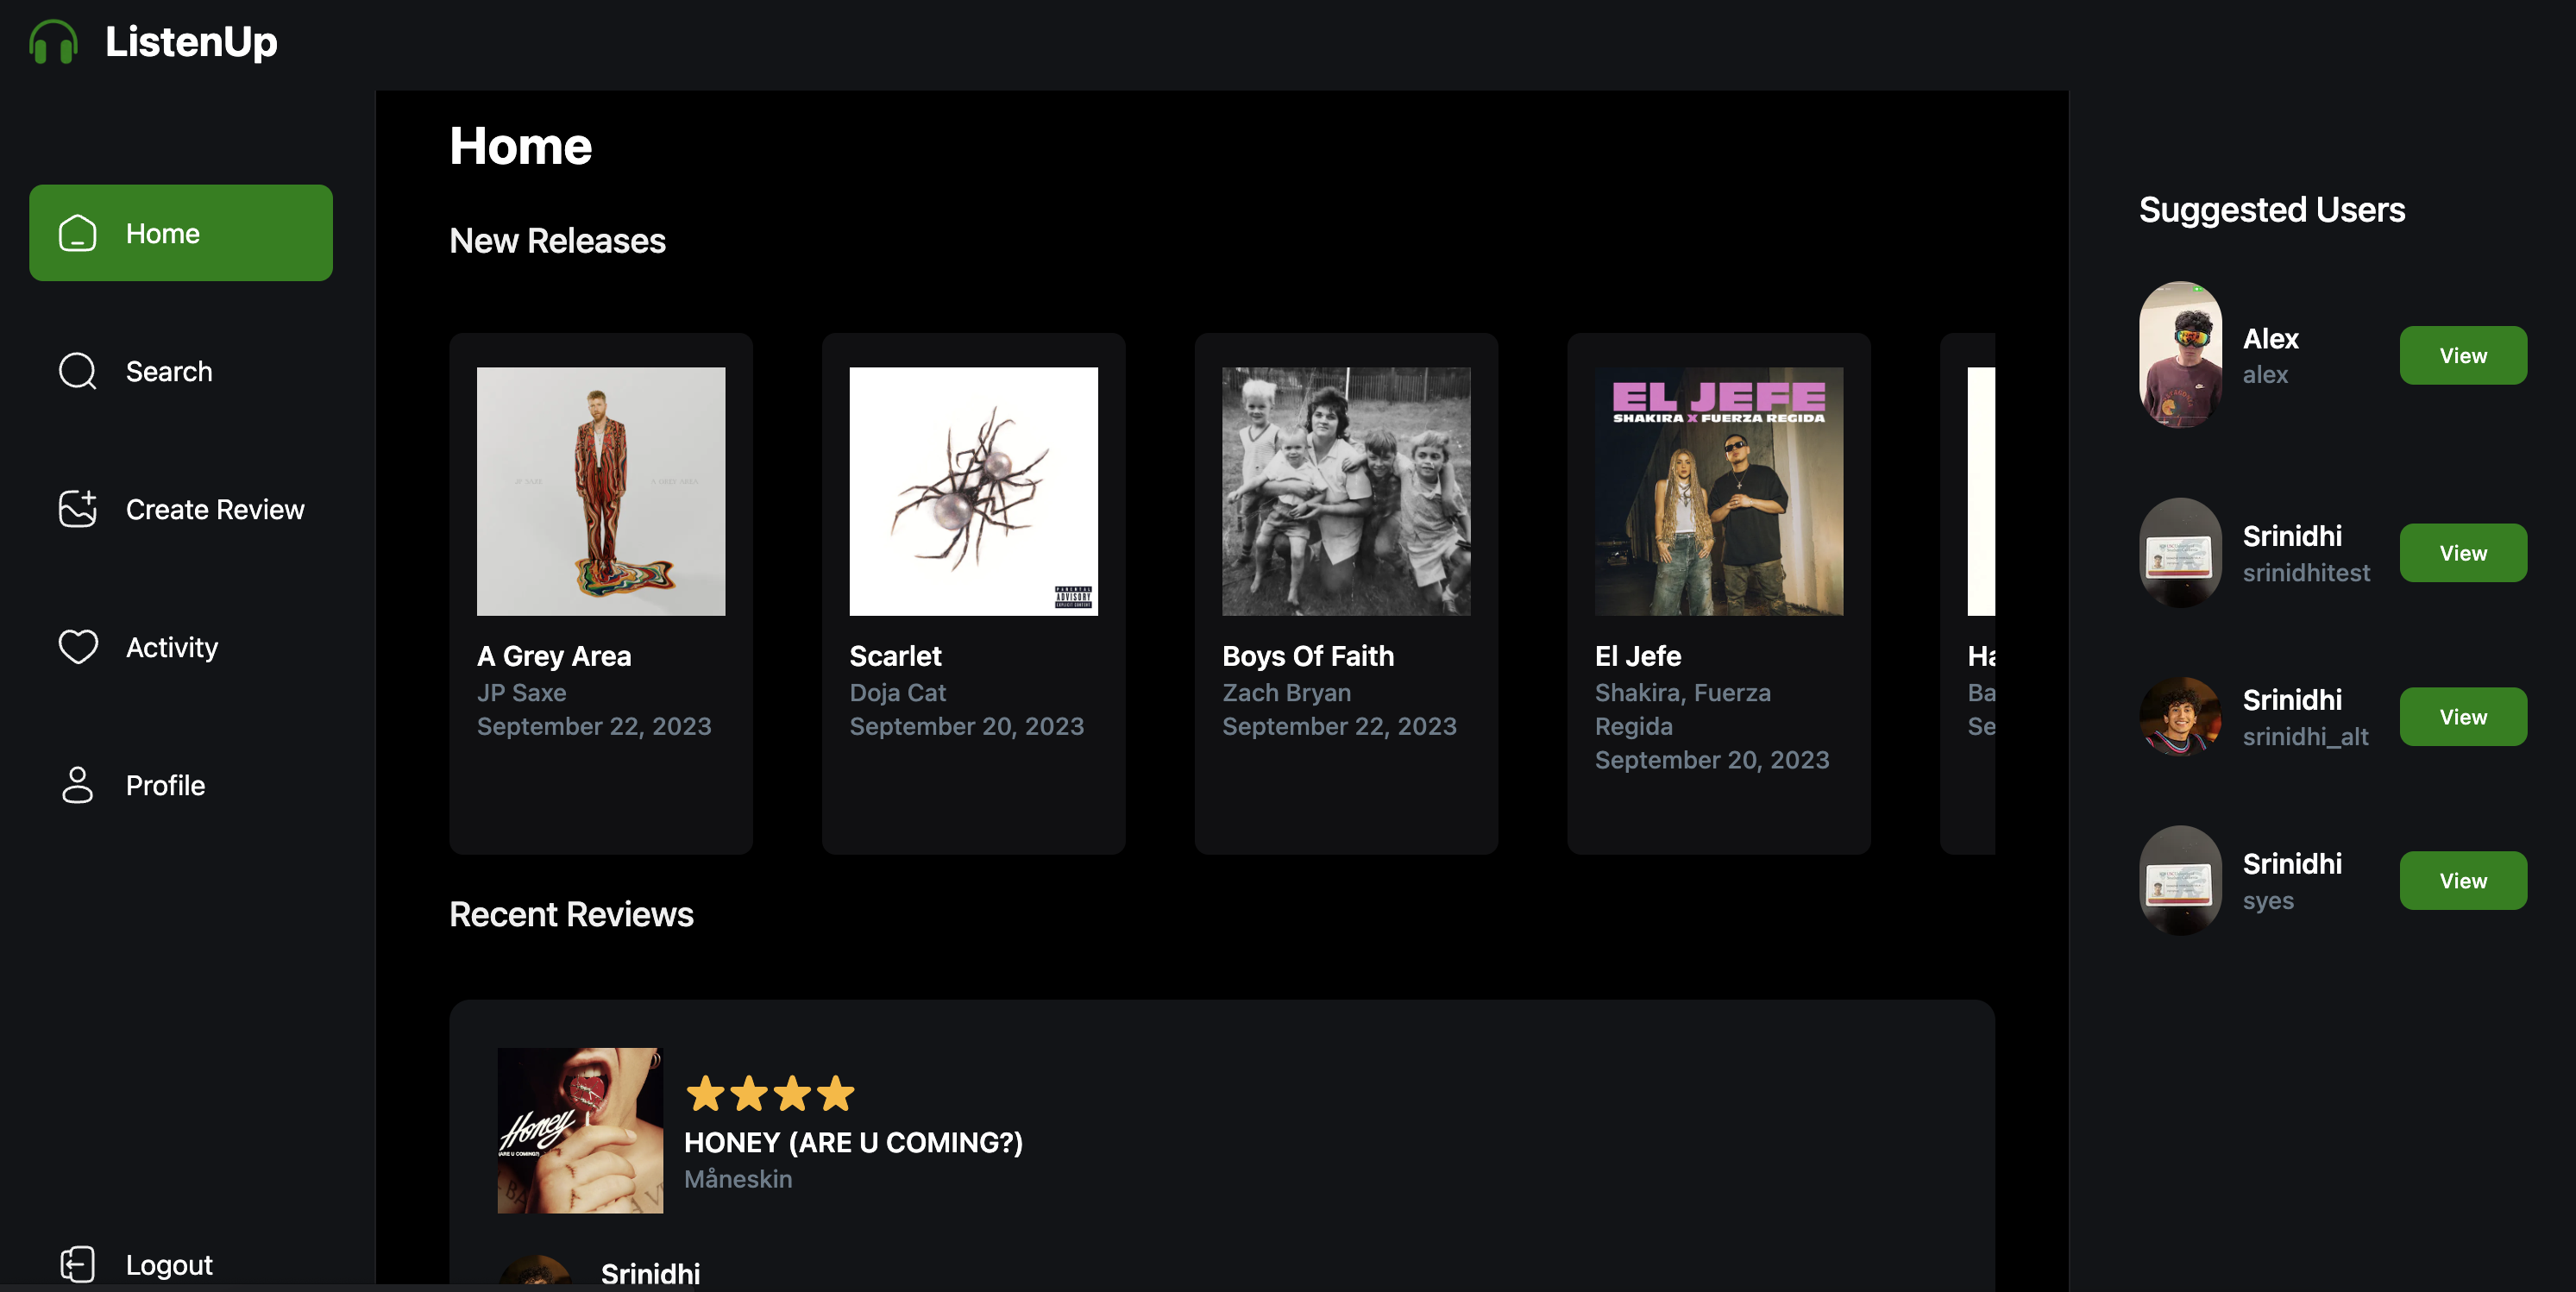 ListenUp
Home
Search
Create Review
Activity
Profile
Logout
Home
New Releases
JP SAXE
A GREY AREA
A Grey Area
JP Saxe
September 22, 2023
PARENTAL
ADVISORY
EXPLICIT CONTENT
Scarlet
Doja Cat
September 20, 2023
Boys Of Faith
Zach Bryan
September 22, 2023
EL JEFE
SHAKIRA X FUERZA REGIDA
El Jefe
Shakira, Fuerza
Regida
September 20, 2023
Ha
Ba
Se
Recent Reviews
Honey
(ARE U COMING?)
HONEY (ARE U COMING?)
Måneskin
Srinidhi
Suggested Users
Alex
alex
View
Srinidhi
srinidhitest
View
Srinidhi
srinidhi_alt
View
Srinidhi
syes
View